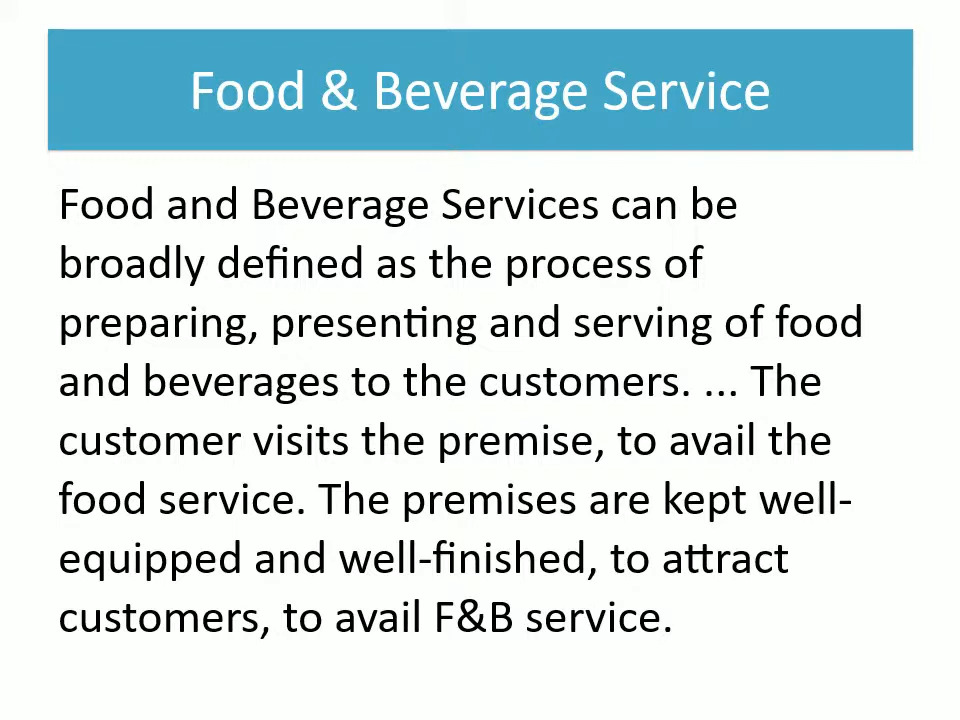 Food & Beverage Service
Food and Beverage Services can be
broadly defined as the process of
preparing, presenting and serving of food
and beverages to the customers. ... The
customer visits the premise, to avail the
food service. The premises are kept well-
equipped and well-finished, to attract
customers, to avail F&B service.